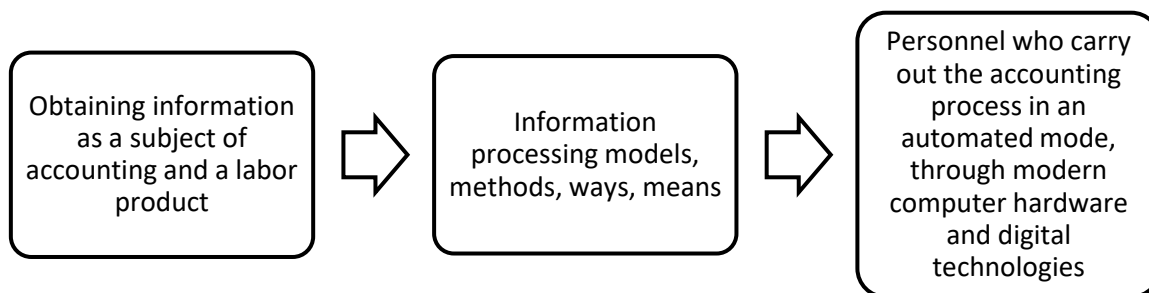 Obtaining information
as a subject of
accounting and a labor
product
Information
processing models,
methods, ways, means
Personnel who carry
out the accounting
process in an
automated mode,
through modern
computer hardware
and digital
technologies